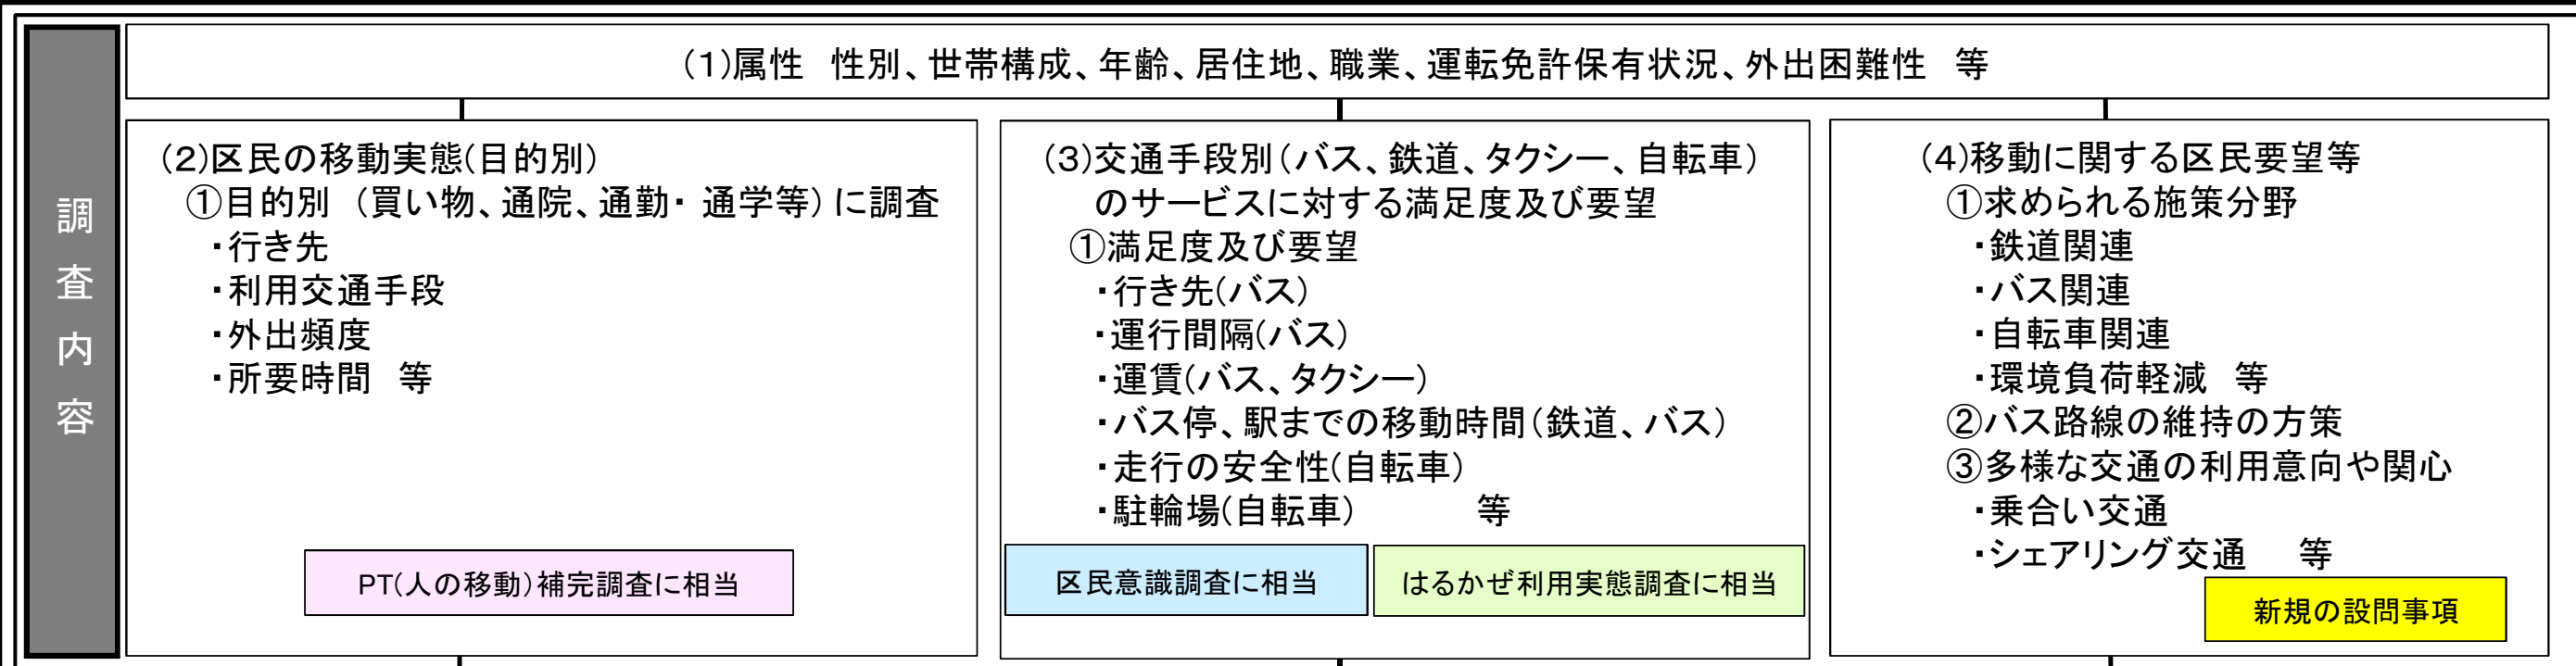 調査内容
(1)属性　性別、世帯構成、年齢、居住地、職業、運転免許保有状況、外出困難性　等
(2)区民の移動実態(目的別)
①目的別 (買い物、通院、通勤・ 通学等)に調査
・行き先
・利用交通手段
・外出頻度
・所要時間　等
PT(人の移動)補完調査に相当
(3)交通手段別(バス、鉄道、タクシー、自転車)
のサービスに対する満足度及び要望
①満足度及び要望
・行き先(バス)
・運行間隔(バス)
・運賃(バス、タクシー)
・バス停、駅までの移動時間(鉄道、バス)
・走行の安全性(自転車)
・駐輪場(自転車)　　　等
区民意識調査に相当
はるかぜ利用実態調査に相当
(4)移動に関する区民要望等
①求められる施策分野
・鉄道関連
・バス関連
・自転車関連
・環境負荷軽減　等
②バス路線の維持の方策
③多様な交通の利用意向や関心
・乗合い交通
・シェアリング交通　等
新規の設問事項